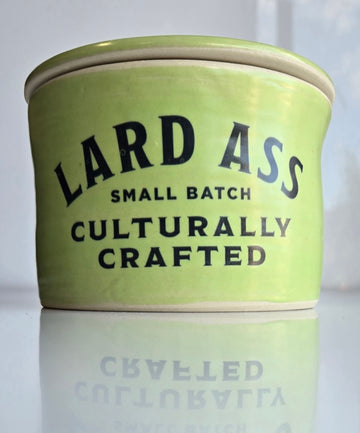 LARD ASS
SMALL BATCH
CULTURALLY
CRAFTED